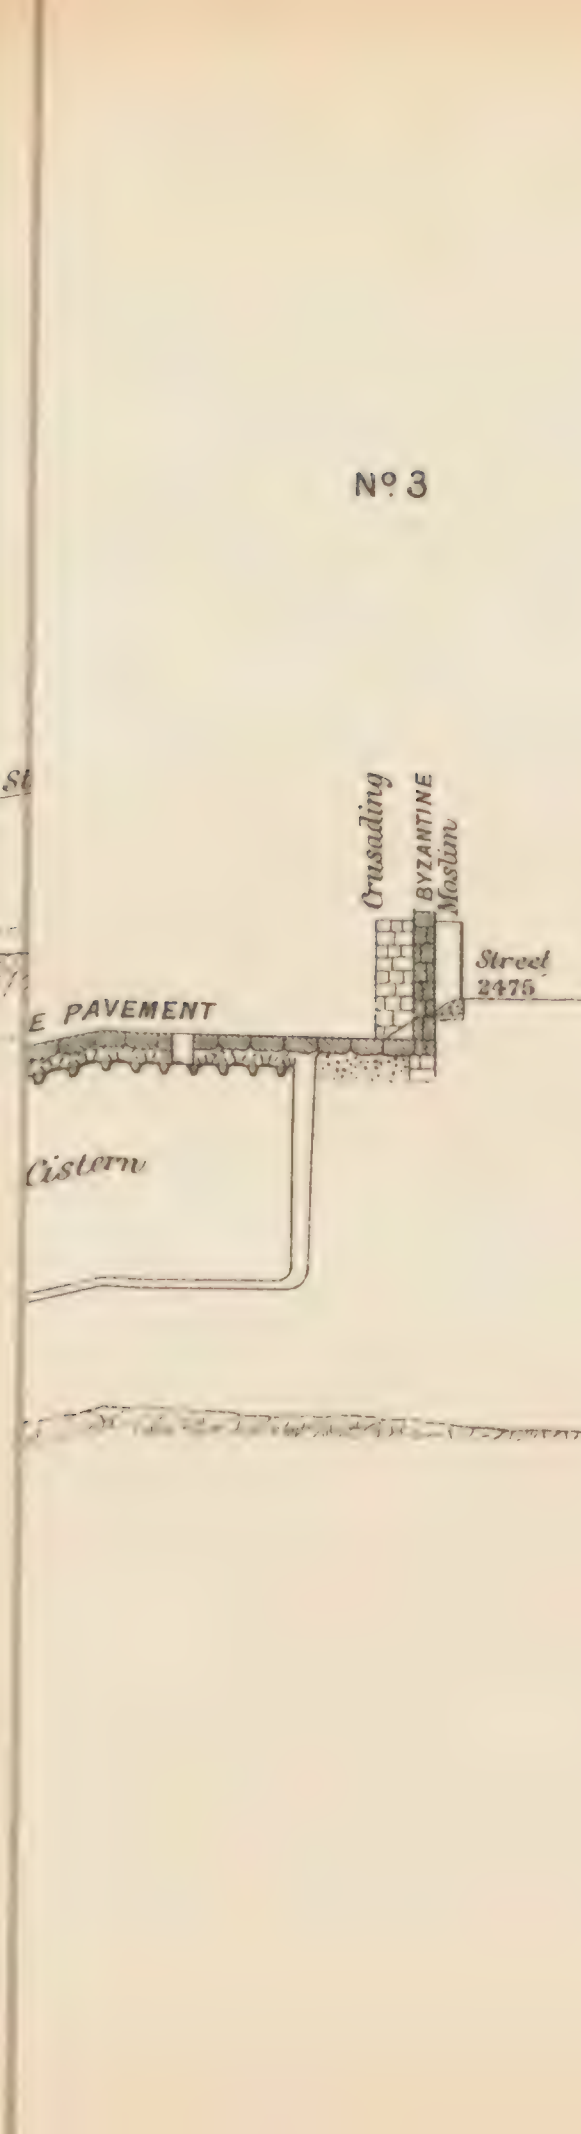 Nº 3
St
Crusading
BYZANTINE
Moslim
Street
2475
E PAVEMENT
Cistern